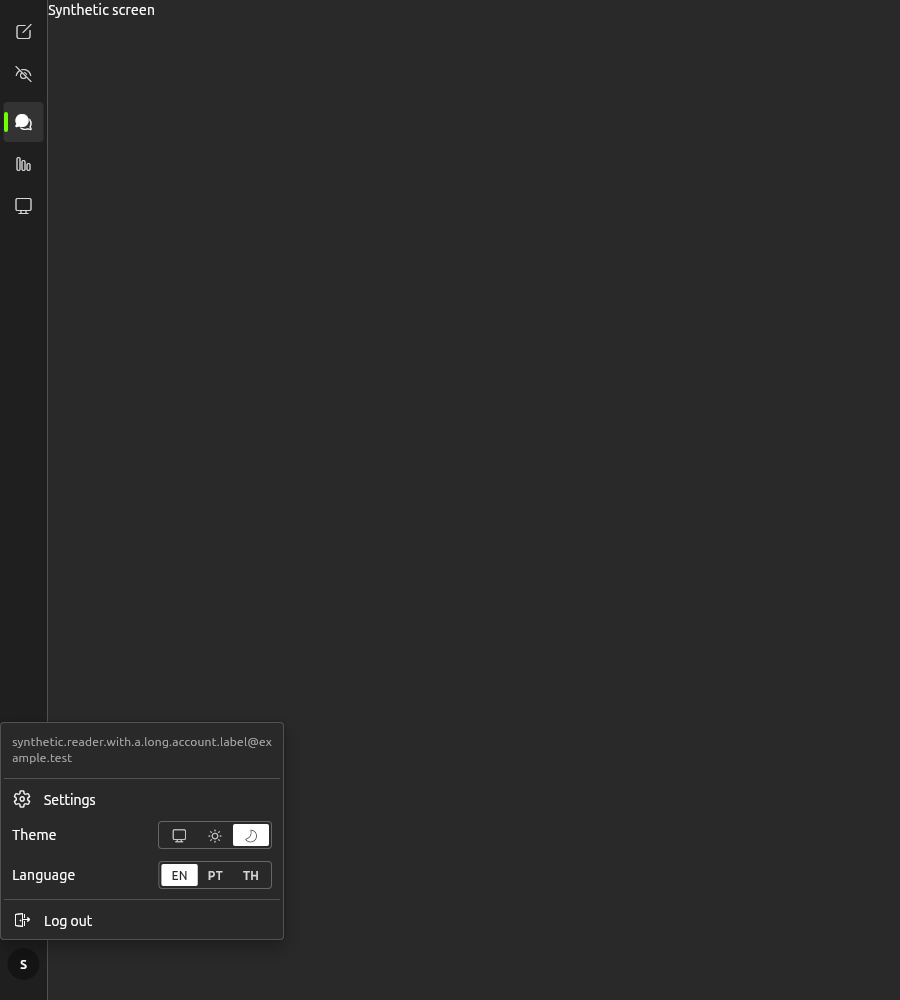 Synthetic screen
synthetic.reader.with.a.long.account.label@ex
ample.test
Settings
Theme
Language EN PT TH
Log out
S